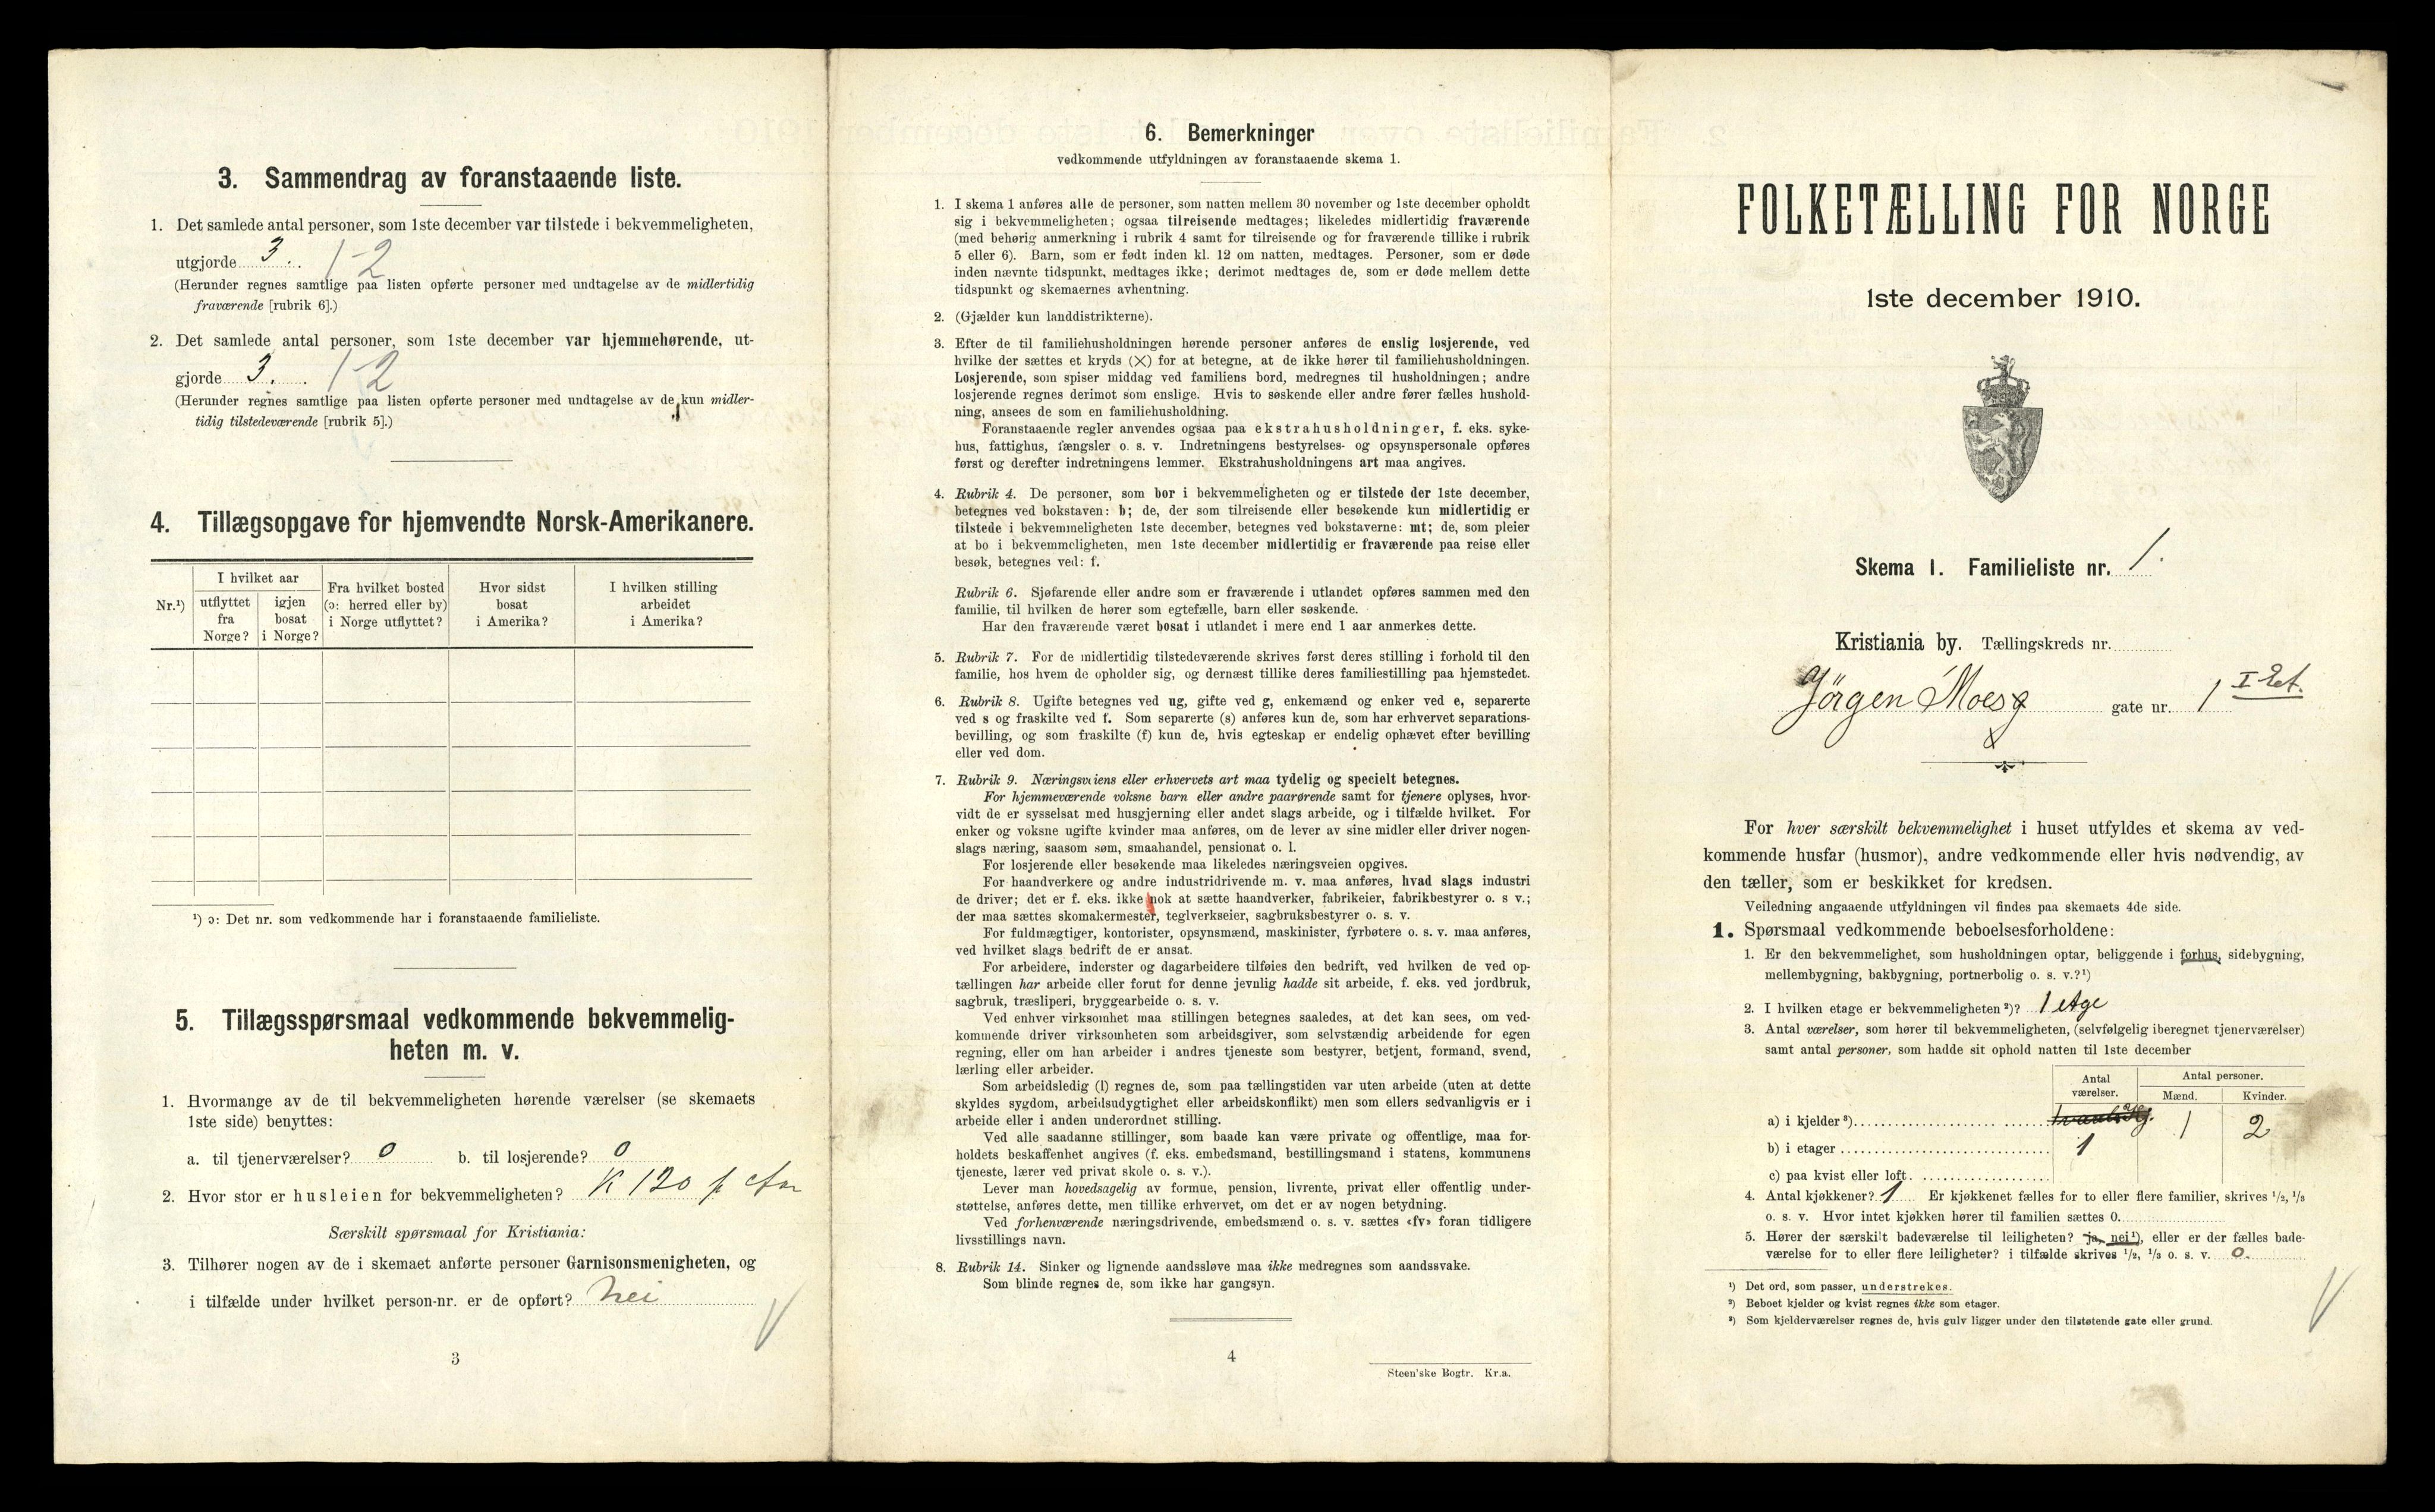 3. Sammendrag av foranstaaende liste.
1. Det samlede antal personer, som 1ste december var tilstede i bekvemmeligheten,
utgjorde 3. 1-2
(Herunder regnes samtlige paa listen opførte personer med undtagelse av de midlertidig
fraværende [rubrik 6].)
2. Det samlede antal personer, som 1ste december var hjemmehørende, ut-
gjorde 3. 1-2
(Herunder regnes samtlige paa listen opførte personer med undtagelse av de kun midler-
tidig tilstedeværende [rubrik 5].)
4. Tillægsopgave for hjemvendte Norsk-Amerikanere.
Nr.¹)
I hvilket aar
utflyttet fra Norge?
igjen bosat i Norge?
Fra hvilket bosted (ɔ: herred eller by) i Norge utflyttet?
Hvor sidst bosat i Amerika?
I hvilken stilling arbeidet i Amerika?
¹) ɔ: Det nr. som vedkommende har i foranstaaende familieliste.
5. Tillægsspørsmaal vedkommende bekvemmelig-
heten m. v.
1. Hvormange av de til bekvemmeligheten hørende værelser (se skemaets
1ste side) benyttes:
a. til tjenerværelser? 0 b. til losjerende? 0
2. Hvor stor er husleien for bekvemmeligheten? K 120 p
Særskilt spørsmaal for Kristiania:
3. Tilhører nogen av de i skemaet anførte personer Garnisonsmenigheten, og
i tilfælde under hvilket person-nr. er de opført? Nei
3
6. Bemerkninger
vedkommende utfyldningen av foranstaaende skema 1.
1. I skema 1 anføres alle de personer, som natten mellem 30 november og 1ste december opholdt
sig i bekvemmeligheten; ogsaa tilreisende medtages; likeledes midlertidig fraværende
(med behørig anmerkning i rubrik 4 samt for tilreisende og for fraværende tillike i rubrik
5 eller 6). Barn, som er født inden kl. 12 om natten, medtages. Personer, som er døde
inden nævnte tidspunkt, medtages ikke; derimot medtages de, som er døde mellem dette
tidspunkt og skemaernes avhentning.
2. (Gjælder kun landdistrikterne).
3. Efter de til familiehusholdningen hørende personer anføres de enslig losjerende, ved
hvilke der sættes et kryds (×) for at betegne, at de ikke hører til familiehusholdningen.
Losjerende, som spiser middag ved familiens bord, medregnes til husholdningen; andre
losjerende regnes derimot som enslige. Hvis to søskende eller andre fører fælles hushold-
ning, ansees de som en familiehusholdning.
Foranstaaende regler anvendes ogsaa paa ekstrahusholdninger, f. eks. syke-
hus, fattighus, fængsler o. s. v. Indretningens bestyrelses- og opsynspersonale opføres
først og derefter indretningens lemmer. Ekstrahusholdningens art maa angives.
4. Rubrik 4. De personer, som bor i bekvemmeligheten og er tilstede der 1ste december,
betegnes ved bokstaven: b; de, der som tilreisende eller besøkende kun midlertidig er
tilstede i bekvemmeligheten 1ste december, betegnes ved bokstaverne: mt; de, som pleier
at bo i bekvemmeligheten, men 1ste december midlertidig er fraværende paa reise eller
besøk, betegnes ved: f.
Rubrik 6. Sjøfarende eller andre som er fraværende i utlandet opføres sammen med den
familie, til hvilken de hører som egtefælle, barn eller søskende.
Har den fraværende været bosat i utlandet i mere end 1 aar anmerkes dette.
5. Rubrik 7. For de midlertidig tilstedeværende skrives først deres stilling i forhold til den
familie, hos hvem de opholder sig, og dernæst tillike deres familiestilling paa hjemstedet.
6. Rubrik 8. Ugifte betegnes ved ug, gifte ved g, enkemænd og enker ved e, separerte
ved s og fraskilte ved f. Som separerte (s) anføres kun de, som har erhvervet separations-
bevilling, og som fraskilte (f) kun de, hvis egteskap er endelig ophævet efter bevilling
eller ved dom.
7. Rubrik 9. Næringsveiens eller erhvervets art maa tydelig og specielt betegnes.
For hjemmeværende voksne barn eller andre paarørende samt for tjenere oplyses, hvor-
vidt de er sysselsat med husgjerning eller andet slags arbeide, og i tilfælde hvilket. For
enker og voksne ugifte kvinder maa anføres, om de lever av sine midler eller driver nogen-
slags næring, saasom søm, smaahandel, pensionat o. l.
For losjerende eller besøkende maa likeledes næringsveien opgives.
For haandverkere og andre industridrivende m. v. maa anføres, hvad slags industri
de driver; det er f. eks. ikke nok at sætte haandverker, fabrikeier, fabrikbestyrer o. s v.;
der maa sættes skomakermester, teglverkseier, sagbruksbestyrer o. s. v.
For fuldmægtiger, kontorister, opsynsmænd, maskinister, fyrbøtere o. s. v. maa anføres,
ved hvilket slags bedrift de er ansat.
For arbeidere, inderster og dagarbeidere tilføies den bedrift, ved hvilken de ved op-
tællingen har arbeide eller forut for denne jevnlig hadde sit arbeide, f. eks. ved jordbruk,
sagbruk, træsliperi, bryggearbeide o. s. v.
Ved enhver virksomhet maa stillingen betegnes saaledes, at det kan sees, om ved-
kommende driver virksomheten som arbeidsgiver, som selvstændig arbeidende for egen
regning, eller om han arbeider i andres tjeneste som bestyrer, betjent, formand, svend,
lærling eller arbeider.
Som arbeidsledig (l) regnes de, som paa tællingstiden var uten arbeide (uten at dette
skyldes sygdom, arbeidsudygtighet eller arbeidskonflikt) men som ellers sedvanligvis er i
arbeide eller i anden underordnet stilling.
Ved alle saadanne stillinger, som baade kan være private og offentlige, maa for-
holdets beskaffenhet angives (f. eks. embedsmand, bestillingsmand i statens, kommunens
tjeneste, lærer ved privat skole o. s. v.).
Lever man hovedsagelig av formue, pension, livrente, privat eller offentlig under-
støttelse, anføres dette, men tillike erhvervet, om det er av nogen betydning.
Ved forhenværende næringsdrivende, embedsmænd o. s. v. sættes «fv» foran tidligere
livsstillings navn.
8. Rubrik 14. Sinker og lignende aandssløve maa ikke medregnes som aandssvake.
Som blinde regnes de, som ikke har gangsyn.
4
Steen'ske Bogtr. Kr.a.
FOLKETÆLLING FOR NORGE
1ste december 1910.
Skema 1. Familieliste nr. 1.
Kristiania by. Tællingskreds nr.
Jörgen Moes gate nr. 1 I Et.
For hver særskilt bekvemmelighet i huset utfyldes et skema av ved-
kommende husfar (husmor), andre vedkommende eller hvis nødvendig, av
den tæller, som er beskikket for kredsen.
Veiledning angaaende utfyldningen vil findes paa skemaets 4de side.
1. Spørsmaal vedkommende beboelsesforholdene:
1. Er den bekvemmelighet, som husholdningen optar, beliggende i forhus, sidebygning,
mellembygning, bakbygning, portnerbolig o. s. v.?¹)
2. I hvilken etage er bekvemmeligheten²)? 1 etge
3. Antal værelser, som hører til bekvemmeligheten, (selvfølgelig iberegnet tjenerværelser)
samt antal personer, som hadde sit ophold natten til 1ste december
Antal værelser.
Antal personer.
Mænd. Kvinder.
a) i kjelder³) 1 2
b) i etager 1
c) paa kvist eller loft
4. Antal kjøkkener? 1 Er kjøkkenet fælles for to eller flere familier, skrives ½, ⅓
o. s. v. Hvor intet kjøkken hører til familien sættes 0.
5. Hører der særskilt badeværelse til leiligheten? ja, nei¹), eller er der fælles bade-
værelse for to eller flere leiligheter? i tilfælde skrives ½, ⅓ o. s. v. 0.
¹) Det ord, som passer, understrekes.
²) Beboet kjelder og kvist regnes ikke som etager.
³) Som kjelderværelser regnes de, hvis gulv ligger under den tilstøtende gate eller grund.